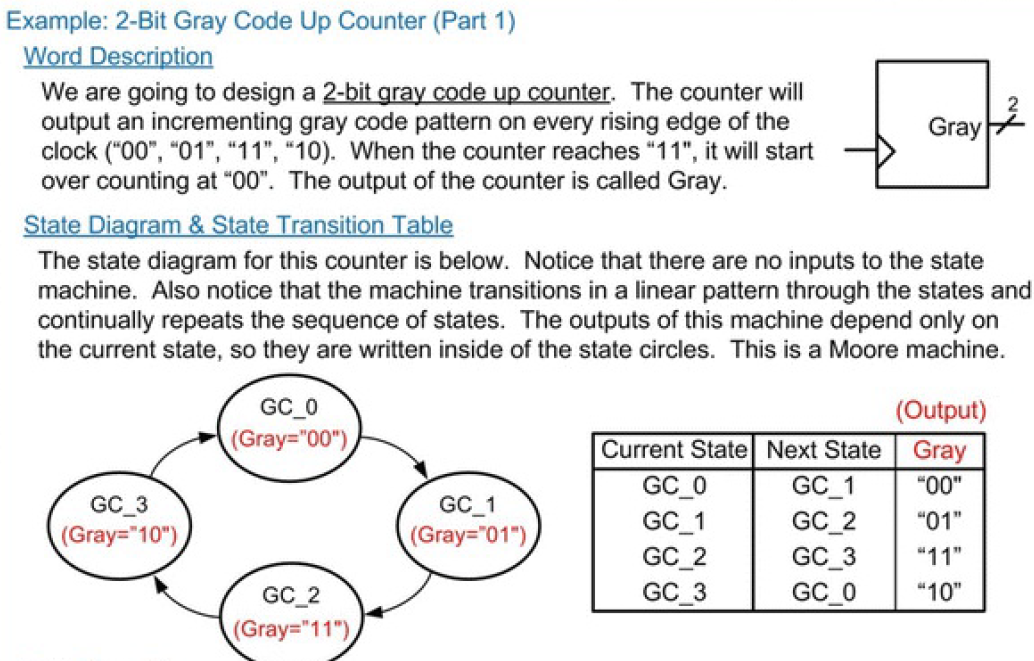 Example: 2-Bit Gray Code Up Counter (Part 1)
Word Description
We are going to design a 2-bit gray code up counter. The counter will
output an incrementing gray code pattern on every rising edge of the
clock (“00”, “01”, “11”, “10). When the counter reaches “11", it will start
over counting at “00”. The output of the counter is called Gray.
2
Gray
State Diagram & State Transition Table
The state diagram for this counter is below. Notice that there are no inputs to the state
machine. Also notice that the machine transitions in a linear pattern through the states and
continually repeats the sequence of states. The outputs of this machine depend only on
the current state, so they are written inside of the state circles. This is a Moore machine.
GC_0
(Gray="00")
GC_3
(Gray="10")
GC_1
(Gray="01")
GC_2
(Gray="11")
(Output)
Current State Next State Gray
GC_0 GC_1 “00"
GC_1 GC_2 “01”
GC_2 GC_3 “11”
GC_3 GC_0 “10”